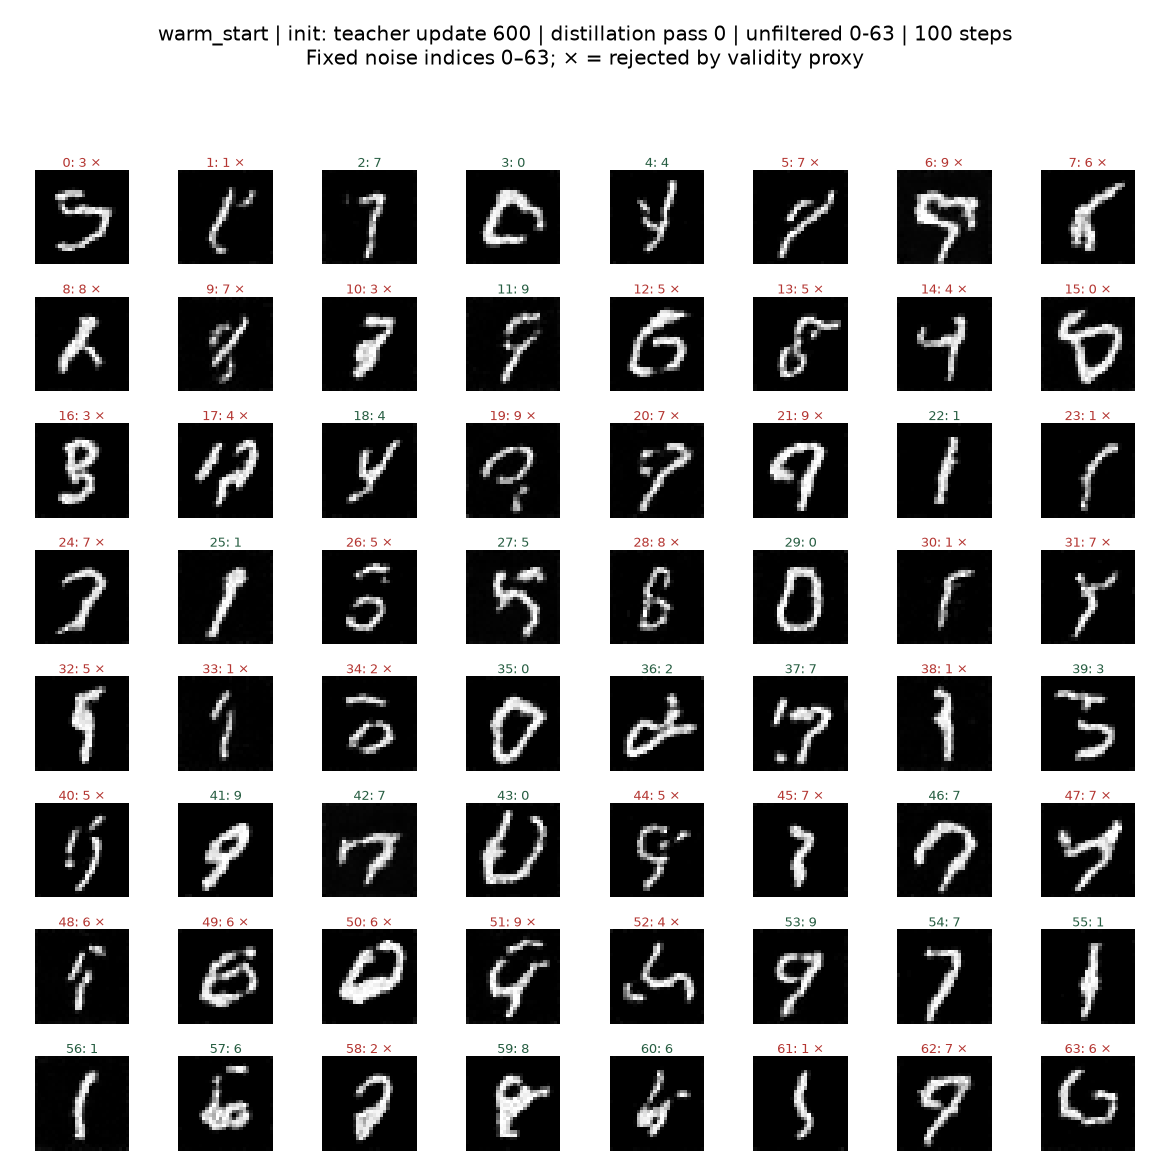 warm_start | init: teacher update 600 | distillation pass 0 | unfiltered 0-63 | 100 steps
Fixed noise indices 0–63; × = rejected by validity proxy
0: 3 × 1: 1 × 2: 7 3: 0 4: 4 5: 7 × 6: 9 × 7: 6 ×
8: 8 × 9: 7 × 10: 3 × 11: 9 12: 5 × 13: 5 × 14: 4 × 15: 0 ×
16: 3 × 17: 4 × 18: 4 19: 9 × 20: 7 × 21: 9 × 22: 1 23: 1 ×
24: 7 × 25: 1 26: 5 × 27: 5 28: 8 × 29: 0 30: 1 × 31: 7 ×
32: 5 × 33: 1 × 34: 2 × 35: 0 36: 2 37: 7 38: 1 × 39: 3
40: 5 × 41: 9 42: 7 43: 0 44: 5 × 45: 7 × 46: 7 47: 7 ×
48: 6 × 49: 6 × 50: 6 × 51: 9 × 52: 4 × 53: 9 54: 7 55: 1
56: 1 57: 6 58: 2 × 59: 8 60: 6 61: 1 × 62: 7 × 63: 6 ×